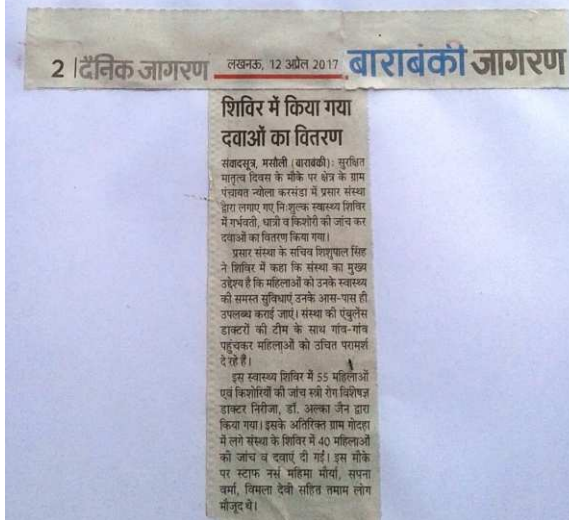 2 | दैनिक जागरण लखनऊ, 12 अप्रैल 2017 बाराबंकी जागरण
शिविर में किया गया
दवाओं का वितरण
संवादसूत्र, मसौली (बाराबंकी): सुरक्षित
मातृत्व दिवस के मौके पर क्षेत्र के ग्राम
पंचायत न्योला करसंडा में प्रसार संस्था
द्वारा लगाए गए निःशुल्क स्वास्थ्य शिविर
में गर्भवती, धात्री व किशोरी की जांच कर
दवाओं का वितरण किया गया।
प्रसार संस्था के सचिव शिशुपाल सिंह
ने शिविर में कहा कि संस्था का मुख्य
उद्देश्य है कि महिलाओं को उनके स्वास्थ्य
की समस्त सुविधाएं उनके आस-पास ही
उपलब्ध कराई जाएं। संस्था की एंबुलेंस
डाक्टरों की टीम के साथ गांव-गांव
पहुंचकर महिलाओं को उचित परामर्श
दे रहे हैं।
इस स्वास्थ्य शिविर में 55 महिलाओं
एवं किशोरियों की जांच स्त्री रोग विशेषज्ञ
डाक्टर निरीजा, डॉ. अल्का जैन द्वारा
किया गया। इसके अतिरिक्त ग्राम गोदहा
में लगे संस्था के शिविर में 40 महिलाओं
की जांच व दवाएं दी गईं। इस मौके
पर स्टाफ नर्स महिमा मौर्या, सपना
वर्मा, विमला देवी सहित तमाम लोग
मौजूद थे।